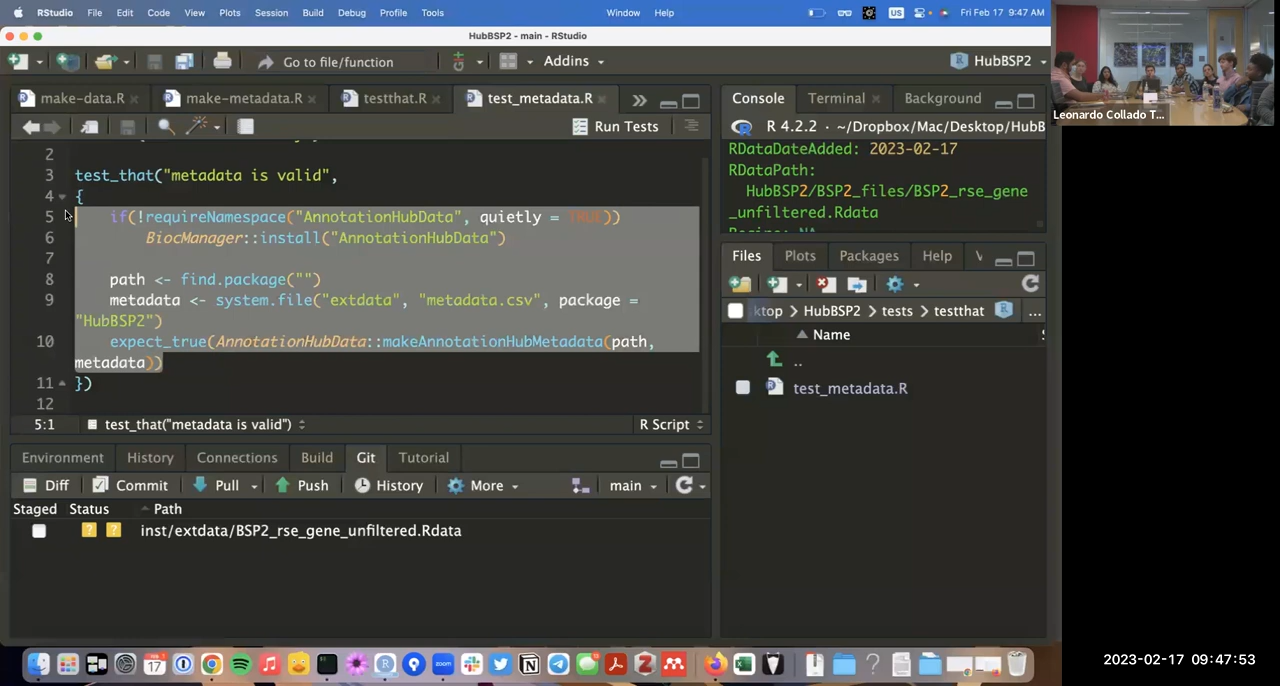 RStudio File Edit Code View Plots Session Build Debug Profile Tools Window Help US Fri Feb 17 9:47 AM
HubBSP2 - main - RStudio
Go to file/function Addins HubBSP2
make-data.R make-metadata.R testthat.R test_metadata.R
Run Tests
2
3 test_that("metadata is valid",
4 {
5 if(!requireNamespace("AnnotationHubData", quietly = TRUE))
6 BiocManager::install("AnnotationHubData")
7
8 path <- find.package("")
9 metadata <- system.file("extdata", "metadata.csv", package =
"HubBSP2")
10 expect_true(AnnotationHubData::makeAnnotationHubMetadata(path,
metadata))
11 })
12
5:1 test_that("metadata is valid") R Script
Environment History Connections Build Git Tutorial
Diff Commit Pull Push History More main
Staged Status Path
? ? inst/extdata/BSP2_rse_gene_unfiltered.Rdata
Console Terminal Background
R 4.2.2 · ~/Dropbox/Mac/Desktop/HubB
RDataDateAdded: 2023-02-17
RDataPath:
HubBSP2/BSP2_files/BSP2_rse_gene
_unfiltered.Rdata
Files Plots Packages Help V
ktop HubBSP2 tests testthat ...
Name
..
test_metadata.R
Leonardo Collado T...
FEB
17
zoom
2023-02-17 09:47:53